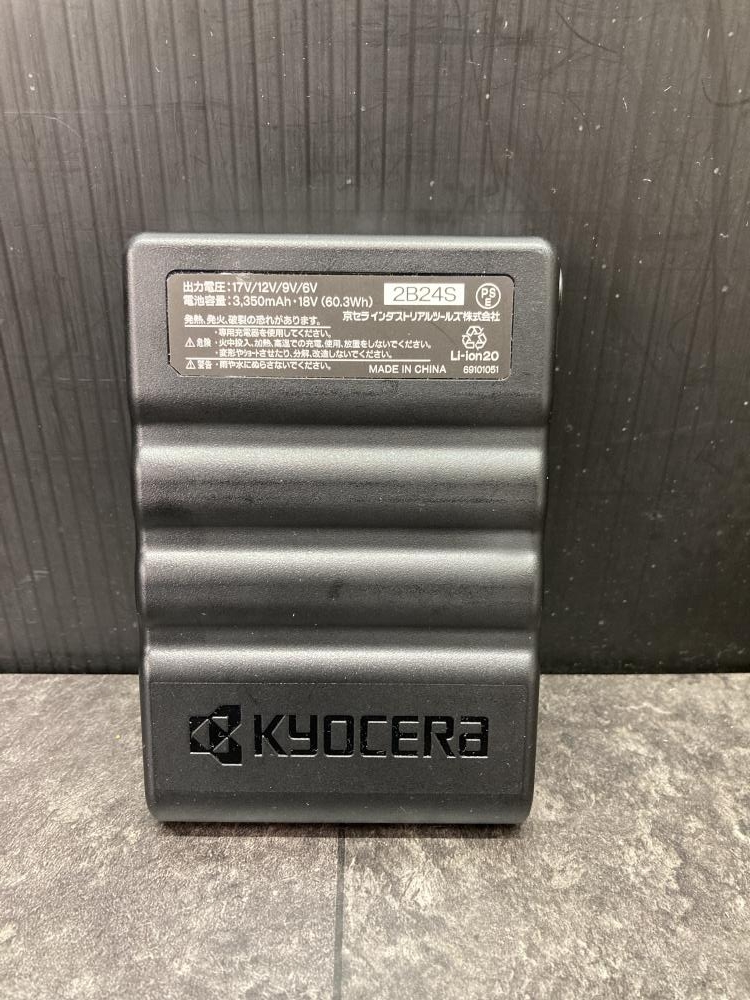 出力電圧:17V/12V/9V/6V
電池容量:3,350mAh・18V (60.3Wh)
2B24S
PS
E
京セラインダストリアルツールズ株式会社
発熱、発火、破裂の恐れがあります。
・専用充電器を使用してください。
⚠危険 ・火中投入、加熱、高温での充電、使用、放置をしないでください。
・変形やショートさせたり、分解、改造しないでください。
⚠警告 ・雨や水にぬらさないでください。
Li-ion20
MADE IN CHINA 69101051
KYOCERa